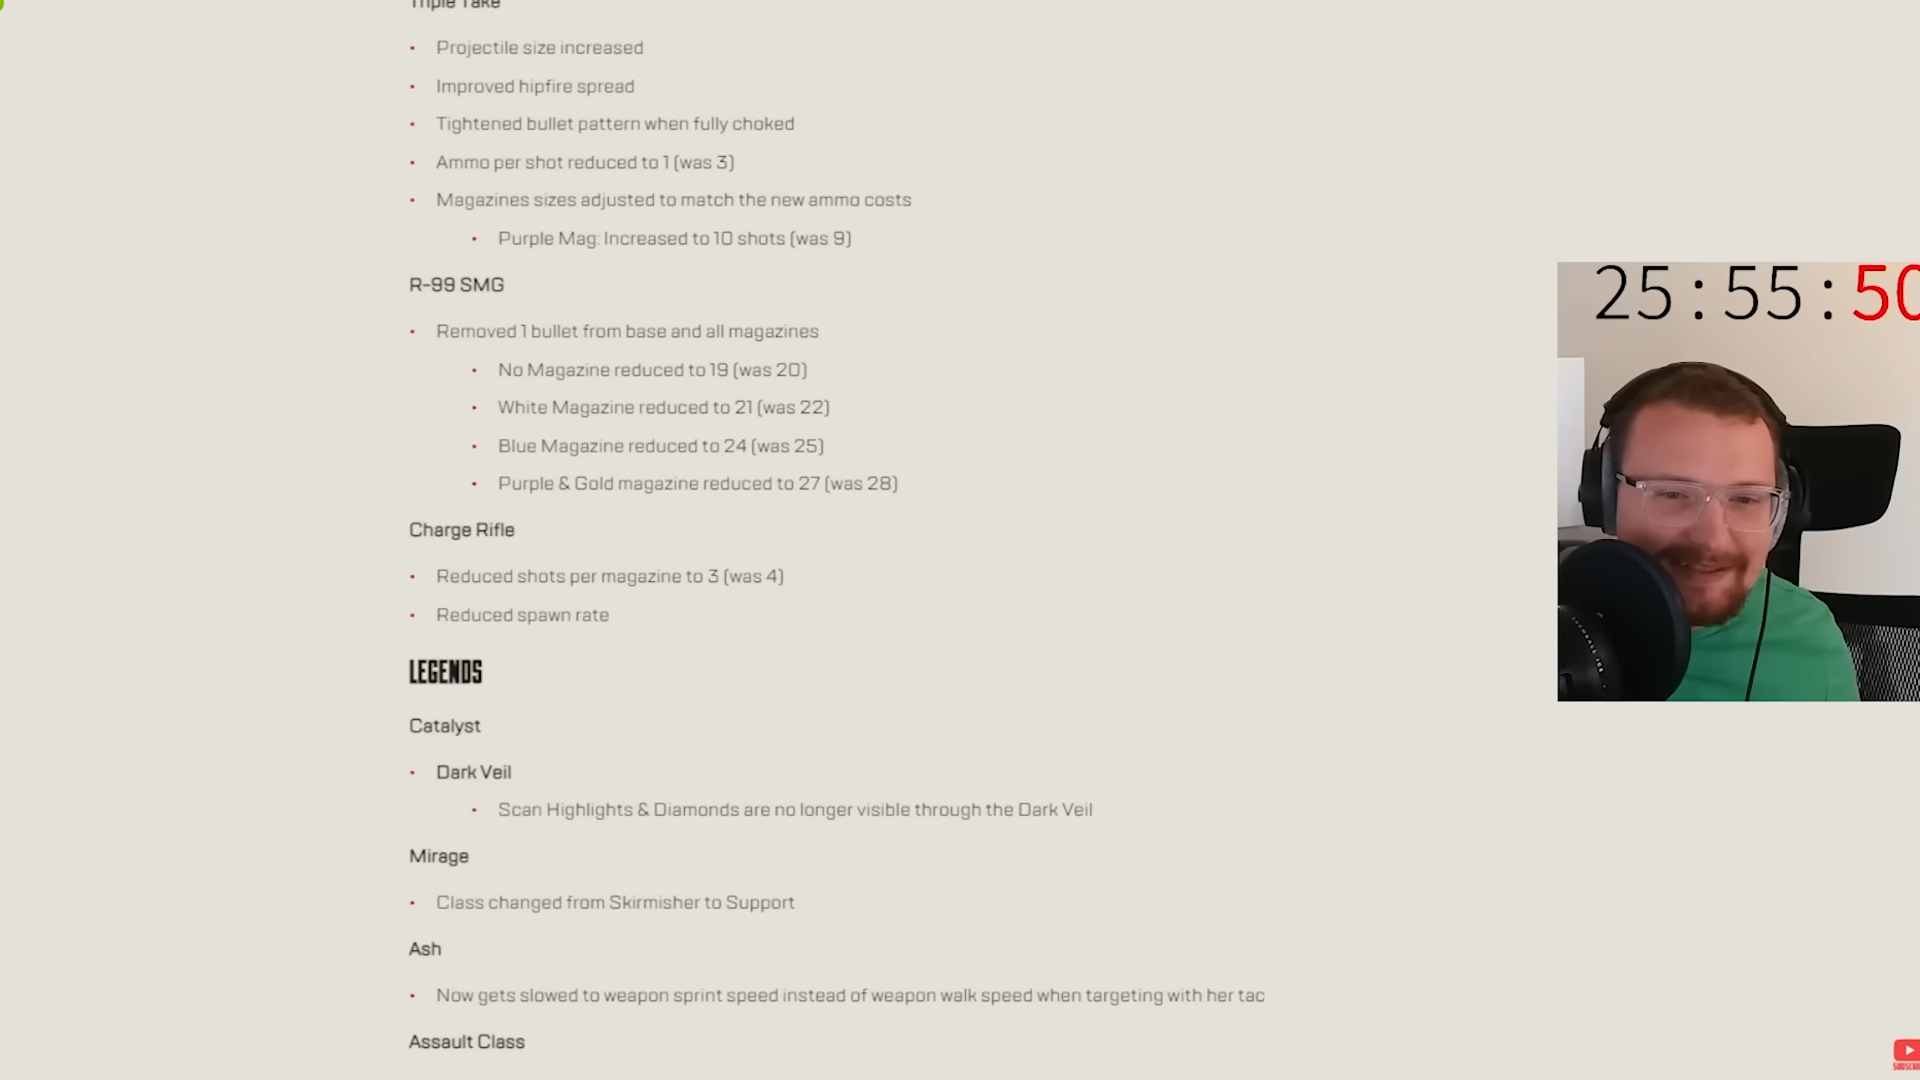 Triple Take
• Projectile size increased
• Improved hipfire spread
• Tightened bullet pattern when fully choked
• Ammo per shot reduced to 1 (was 3)
• Magazines sizes adjusted to match the new ammo costs
• Purple Mag: Increased to 10 shots (was 9)
R-99 SMG
• Removed 1 bullet from base and all magazines
• No Magazine reduced to 19 (was 20)
• White Magazine reduced to 21 (was 22)
• Blue Magazine reduced to 24 (was 25)
• Purple & Gold magazine reduced to 27 (was 28)
Charge Rifle
• Reduced shots per magazine to 3 (was 4)
• Reduced spawn rate
LEGENDS
Catalyst
• Dark Veil
• Scan Highlights & Diamonds are no longer visible through the Dark Veil
Mirage
• Class changed from Skirmisher to Support
Ash
• Now gets slowed to weapon sprint speed instead of weapon walk speed when targeting with her tac
Assault Class
25:55:50